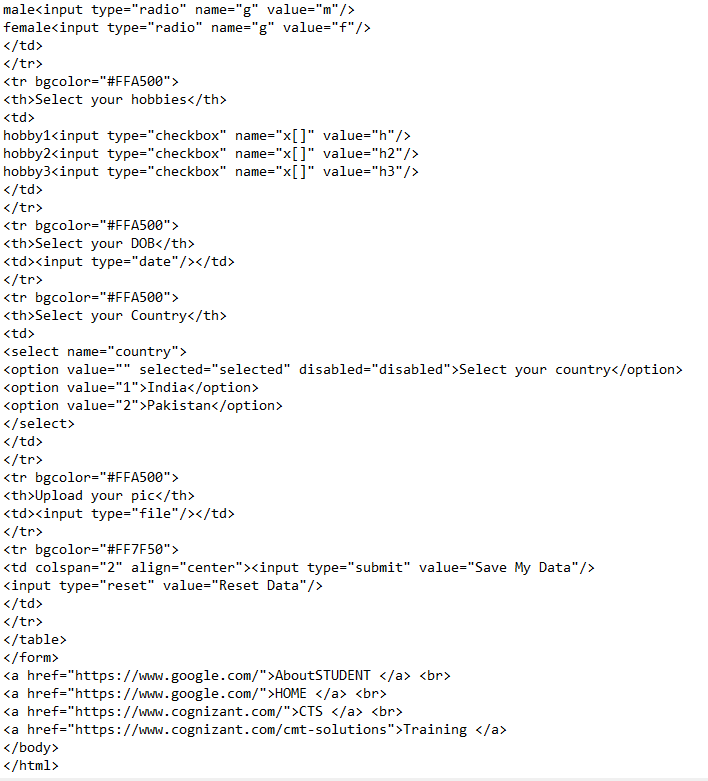 male<input type="radio" name="g" value="m"/>
female<input type="radio" name="g" value="f"/>
</td>
</tr>
<tr bgcolor="#FFA500">
<th>Select your hobbies</th>
<td>
hobby1<input type="checkbox" name="x[]" value="h"/>
hobby2<input type="checkbox" name="x[]" value="h2"/>
hobby3<input type="checkbox" name="x[]" value="h3"/>
</td>
</tr>
<tr bgcolor="#FFA500">
<th>Select your DOB</th>
<td><input type="date"/></td>
</tr>
<tr bgcolor="#FFA500">
<th>Select your Country</th>
<td>
<select name="country">
<option value="" selected="selected" disabled="disabled">Select your country</option>
<option value="1">India</option>
<option value="2">Pakistan</option>
</select>
</td>
</tr>
<tr bgcolor="#FFA500">
<th>Upload your pic</th>
<td><input type="file"/></td>
</tr>
<tr bgcolor="#FF7F50">
<td colspan="2" align="center"><input type="submit" value="Save My Data"/>
<input type="reset" value="Reset Data"/>
</td>
</tr>
</table>
</form>
<a href="https://www.google.com/">AboutSTUDENT </a> <br>
<a href="https://www.google.com/">HOME </a> <br>
<a href="https://www.cognizant.com/">CTS </a> <br>
<a href="https://www.cognizant.com/cmt-solutions">Training </a>
</body>
</html>